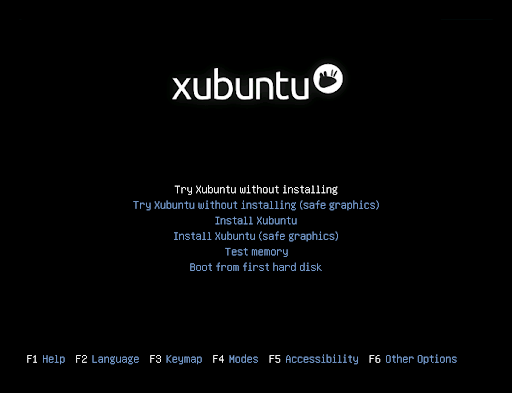 xubuntu
Try Xubuntu without installing
Try Xubuntu without installing (safe graphics)
Install Xubuntu
Install Xubuntu (safe graphics)
Test memory
Boot from first hard disk
F1 Help F2 Language F3 Keymap F4 Modes F5 Accessibility F6 Other Options